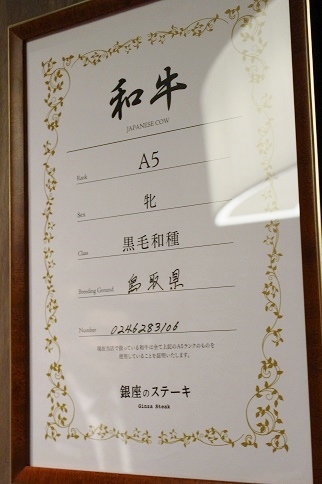 和牛
JAPANESE COW
Rank A5
Sex 牝
Class 黒毛和種
Breeding Ground 鳥取県
Number 0246283106
銀座のステーキ
Ginza Steak